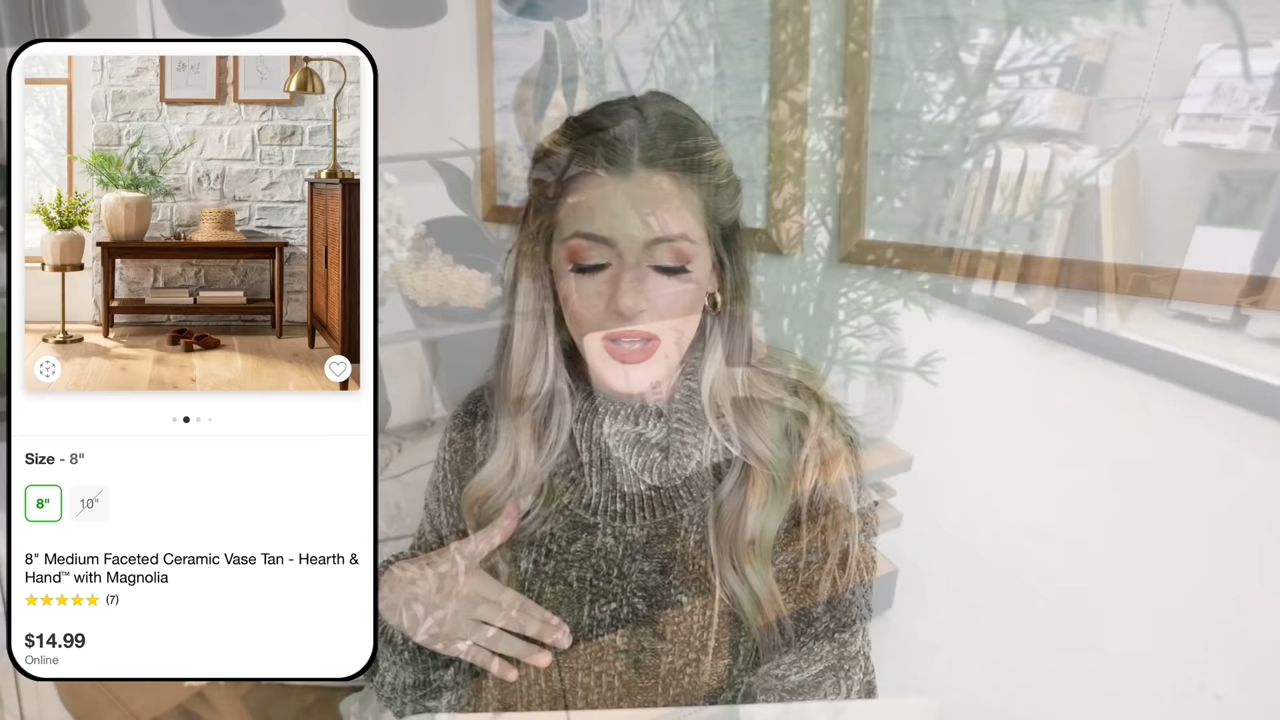 Size - 8"
8"
10"
8" Medium Faceted Ceramic Vase Tan - Hearth &
Hand™ with Magnolia
(7)
$14.99
Online